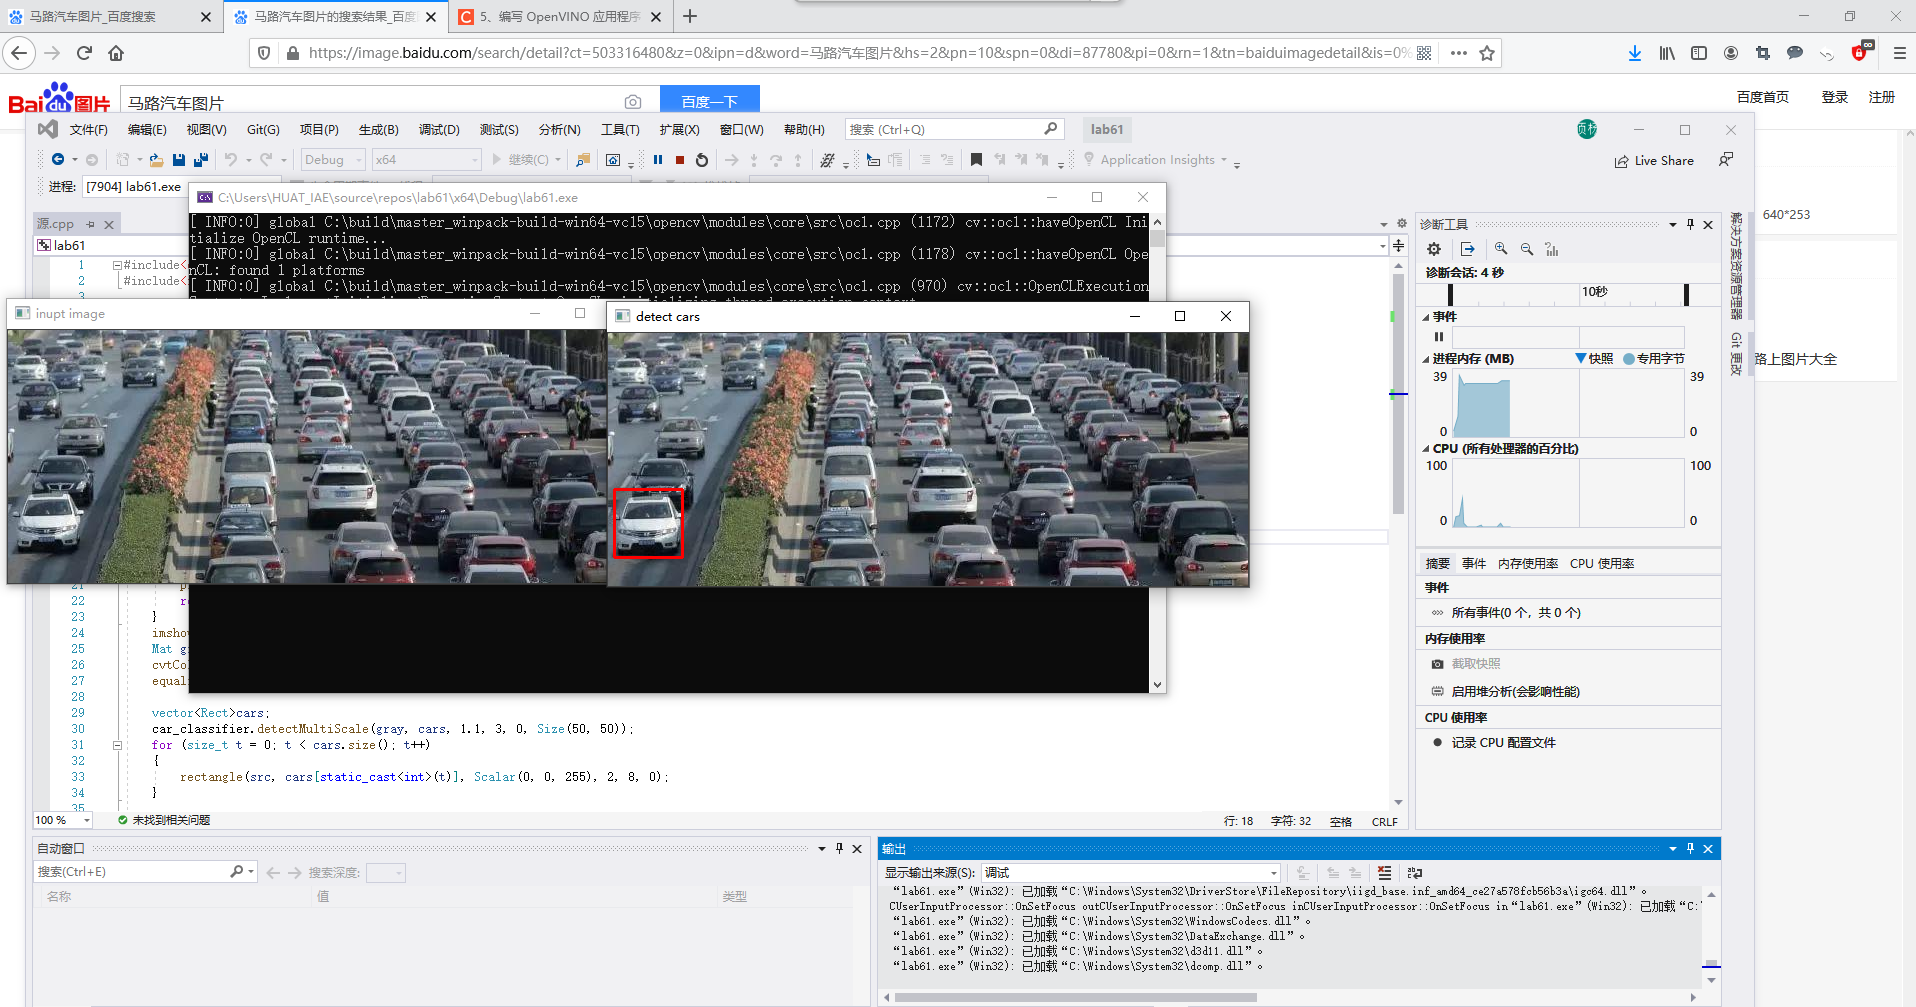 马路汽车图片_百度搜索
马路汽车图片的搜索结果_百度
5、编写 OpenVINO 应用程序
https://image.baidu.com/search/detail?ct=503316480&z=0&ipn=d&word=马路汽车图片&hs=2&pn=10&spn=0&di=87780&pi=0&rn=1&tn=baiduimagedetail&is=0%
Bai du 图片
马路汽车图片
百度一下
百度首页
登录
注册
文件(F) 编辑(E) 视图(V) Git(G) 项目(P) 生成(B) 调试(D) 测试(S) 分析(N) 工具(T) 扩展(X) 窗口(W) 帮助(H)
搜索 (Ctrl+Q)
lab61
Debug
x64
继续(C)
Application Insights
Live Share
进程:
[7904] lab61.exe
C:\Users\HUAT_IAE\source\repos\lab61\x64\Debug\lab61.exe
[ INFO:0] global C:\build\master_winpack-build-win64-vc15\opencv\modules\core\src\ocl.cpp (1172) cv::ocl::haveOpenCL Ini
tialize OpenCL runtime...
[ INFO:0] global C:\build\master_winpack-build-win64-vc15\opencv\modules\core\src\ocl.cpp (1178) cv::ocl::haveOpenCL Ope
nCL: found 1 platforms
[ INFO:0] global C:\build\master_winpack-build-win64-vc15\opencv\modules\core\src\ocl.cpp (970) cv::ocl::OpenCLExecution
源.cpp
lab61
1 #include<
2 #include<
3
inupt image
detect cars
21 p
22 re
23 }
24 imshow
25 Mat g
26 cvtCol
27 equali
28
29 vector<Rect>cars;
30 car_classifier.detectMultiScale(gray, cars, 1.1, 3, 0, Size(50, 50));
31 for (size_t t = 0; t < cars.size(); t++)
32 {
33 rectangle(src, cars[static_cast<int>(t)], Scalar(0, 0, 255), 2, 8, 0);
34 }
35
100 %
未找到相关问题
行: 18
字符: 32
空格
CRLF
诊断工具
诊断会话: 4 秒
10秒
事件
进程内存 (MB)
快照
专用字节
39
39
0
0
CPU (所有处理器的百分比)
100
100
0
0
摘要 事件 内存使用率 CPU 使用率
事件
所有事件(0 个，共 0 个)
内存使用率
截取快照
启用堆分析(会影响性能)
CPU 使用率
记录 CPU 配置文件
解决方案资源管理器
Git 更改
640*253
路上图片大全
自动窗口
搜索(Ctrl+E)
搜索深度:
名称
值
类型
输出
显示输出来源(S):
调试
“lab61.exe”(Win32): 已加载“C:\Windows\System32\DriverStore\FileRepository\iigd_base.inf_amd64_ce27a578fcb56b3a\igc64.dll”。
CUserInputProcessor::OnSetFocus outCUserInputProcessor::OnSetFocus inCUserInputProcessor::OnSetFocus in“lab61.exe”(Win32): 已加载“C:
“lab61.exe”(Win32): 已加载“C:\Windows\System32\WindowsCodecs.dll”。
“lab61.exe”(Win32): 已加载“C:\Windows\System32\DataExchange.dll”。
“lab61.exe”(Win32): 已加载“C:\Windows\System32\d3d11.dll”。
“lab61.exe”(Win32): 已加载“C:\Windows\System32\dcomp.dll”。